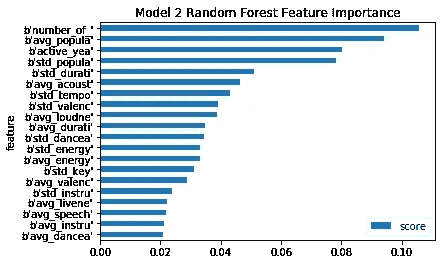 Model 2 Random Forest Feature Importance
b'number_of_'
b'avg_popula'
b'active_yea'
b'std_popula'
b'std_durati'
b'avg_acoust'
b'std_tempo'
b'std_valenc'
b'avg_loudne'
b'avg_durati'
b'std_dancea'
b'std_energy'
b'avg_energy'
b'std_key'
b'avg_valenc'
b'std_instru'
b'avg_livene'
b'avg_speech'
b'avg_instru'
b'avg_dancea'
feature
score
0.00 0.02 0.04 0.06 0.08 0.10